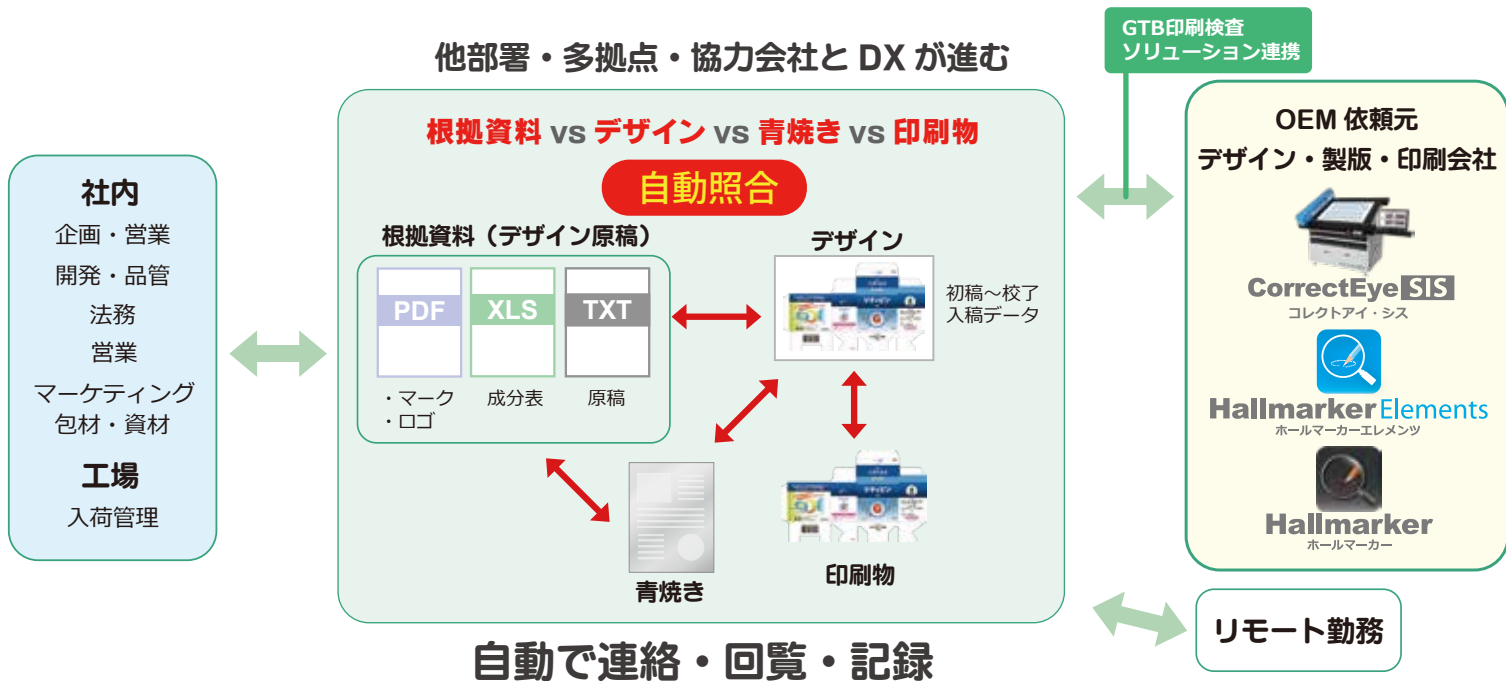 他部署・多拠点・協力会社と DX が進む
GTB印刷検査
ソリューション連携
社内
企画・営業
開発・品管
法務
営業
マーケティング
包材・資材
工場
入荷管理
根拠資料 vs デザイン vs 青焼き vs 印刷物
自動照合
根拠資料（デザイン原稿）
PDF
XLS
TXT
・マーク
・ロゴ
成分表
原稿
デザイン
初稿～校了
入稿データ
青焼き
印刷物
OEM 依頼元
デザイン・製版・印刷会社
CorrectEye SIS
コレクトアイ・シス
Hallmarker Elements
ホールマーカーエレメンツ
Hallmarker
ホールマーカー
リモート勤務
自動で連絡・回覧・記録